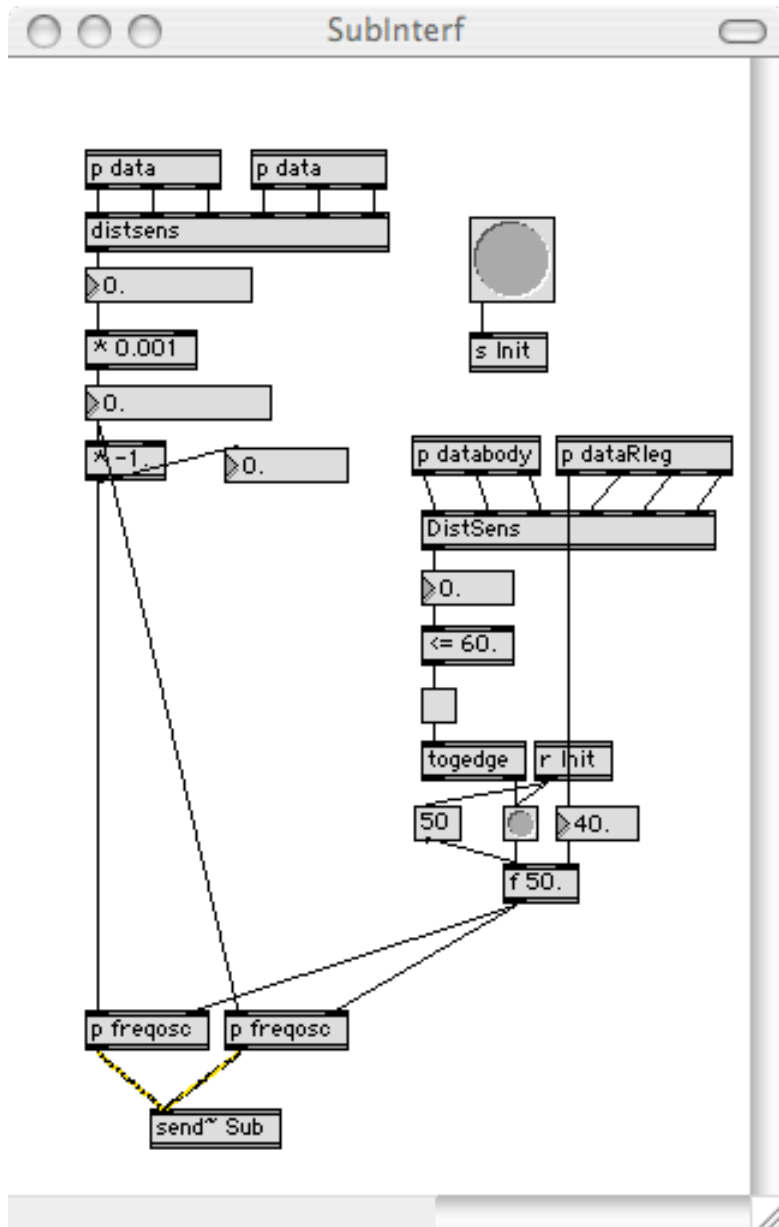 SubInterf
p data
p data
distsens
0.
* 0.001
s Init
0.
* -1.
0.
p databody
p dataRleg
DistSens
0.
<= 60.
togedge
r Init
50
40.
f 50.
p freqosc
p freqosc
send~ Sub